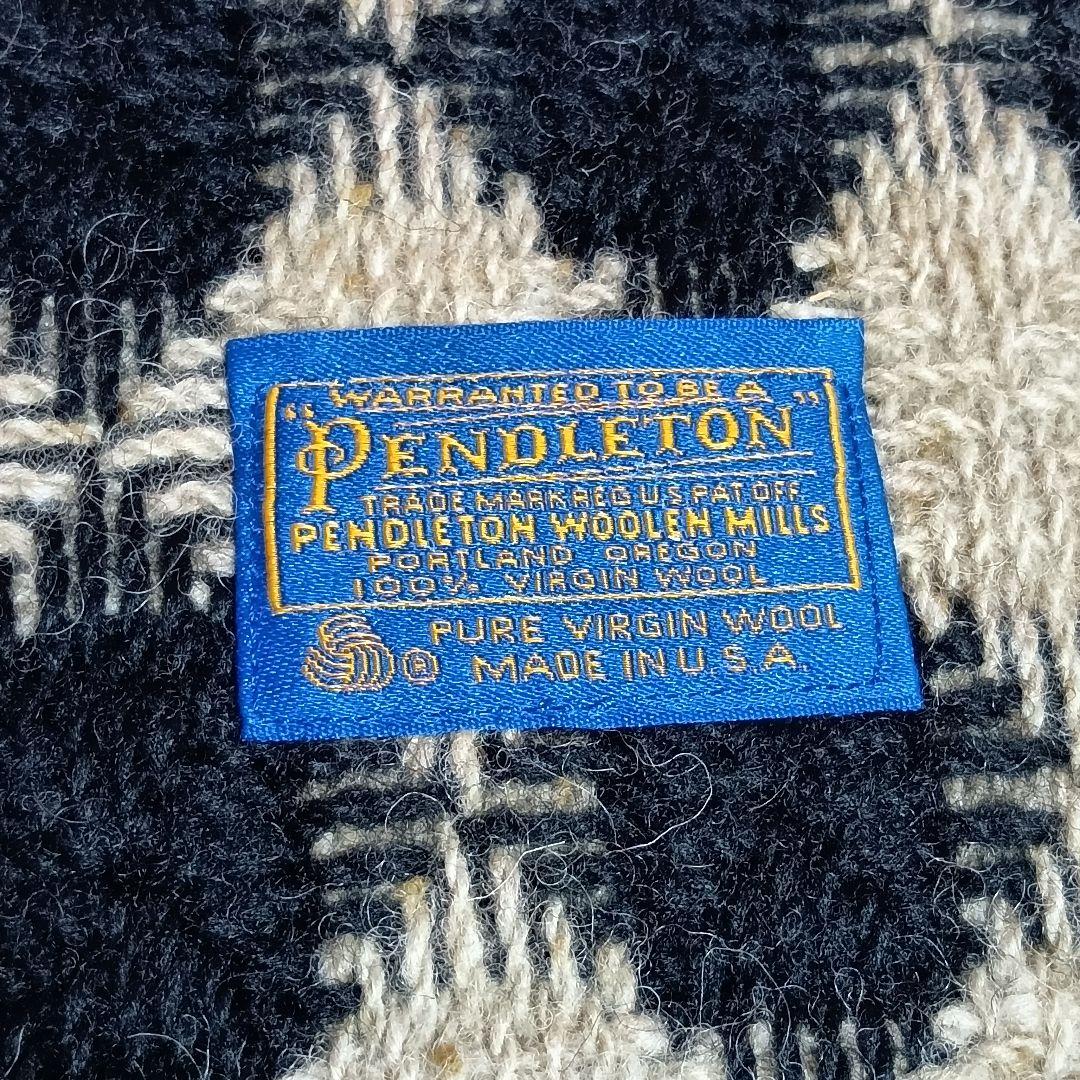 WARRANTED TO BE A
"PENDLETON"
TRADE MARK REG U.S. PAT. OFF.
PENDLETON WOOLEN MILLS
PORTLAND OREGON
100% VIRGIN WOOL
® PURE VIRGIN WOOL
MADE IN U.S.A.